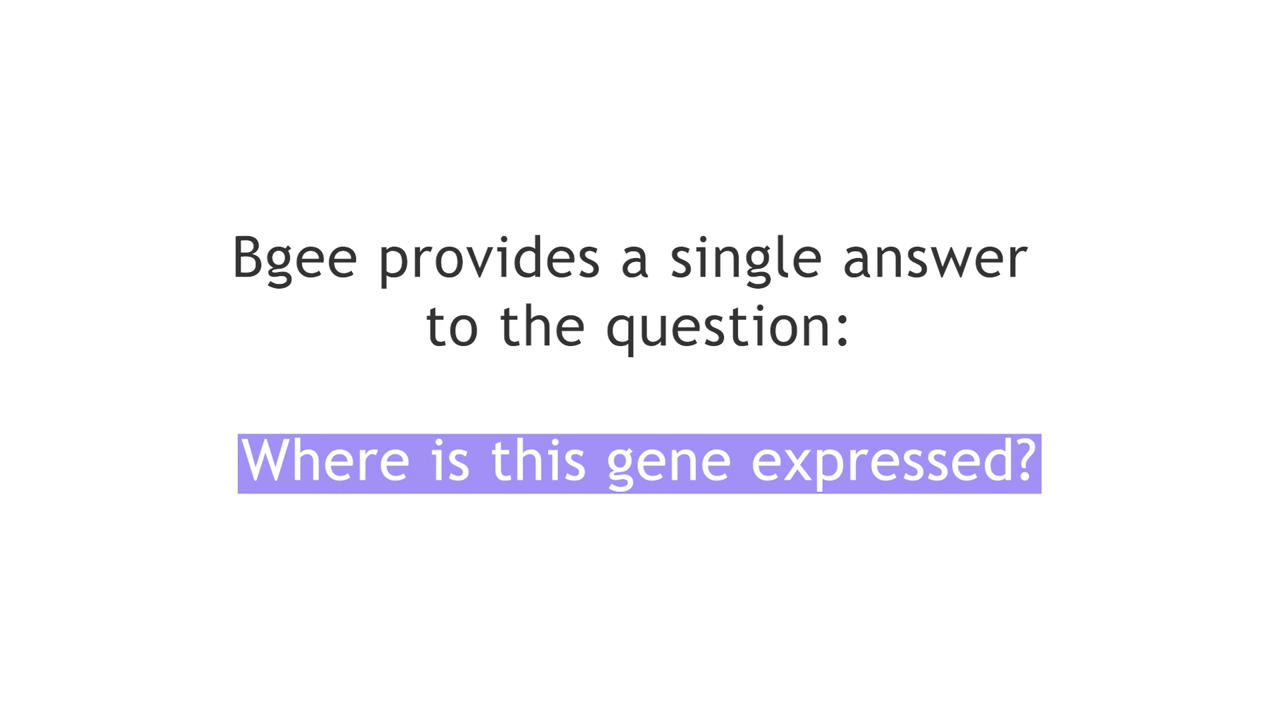 Bgee provides a single answer
to the question:
Where is this gene expressed?